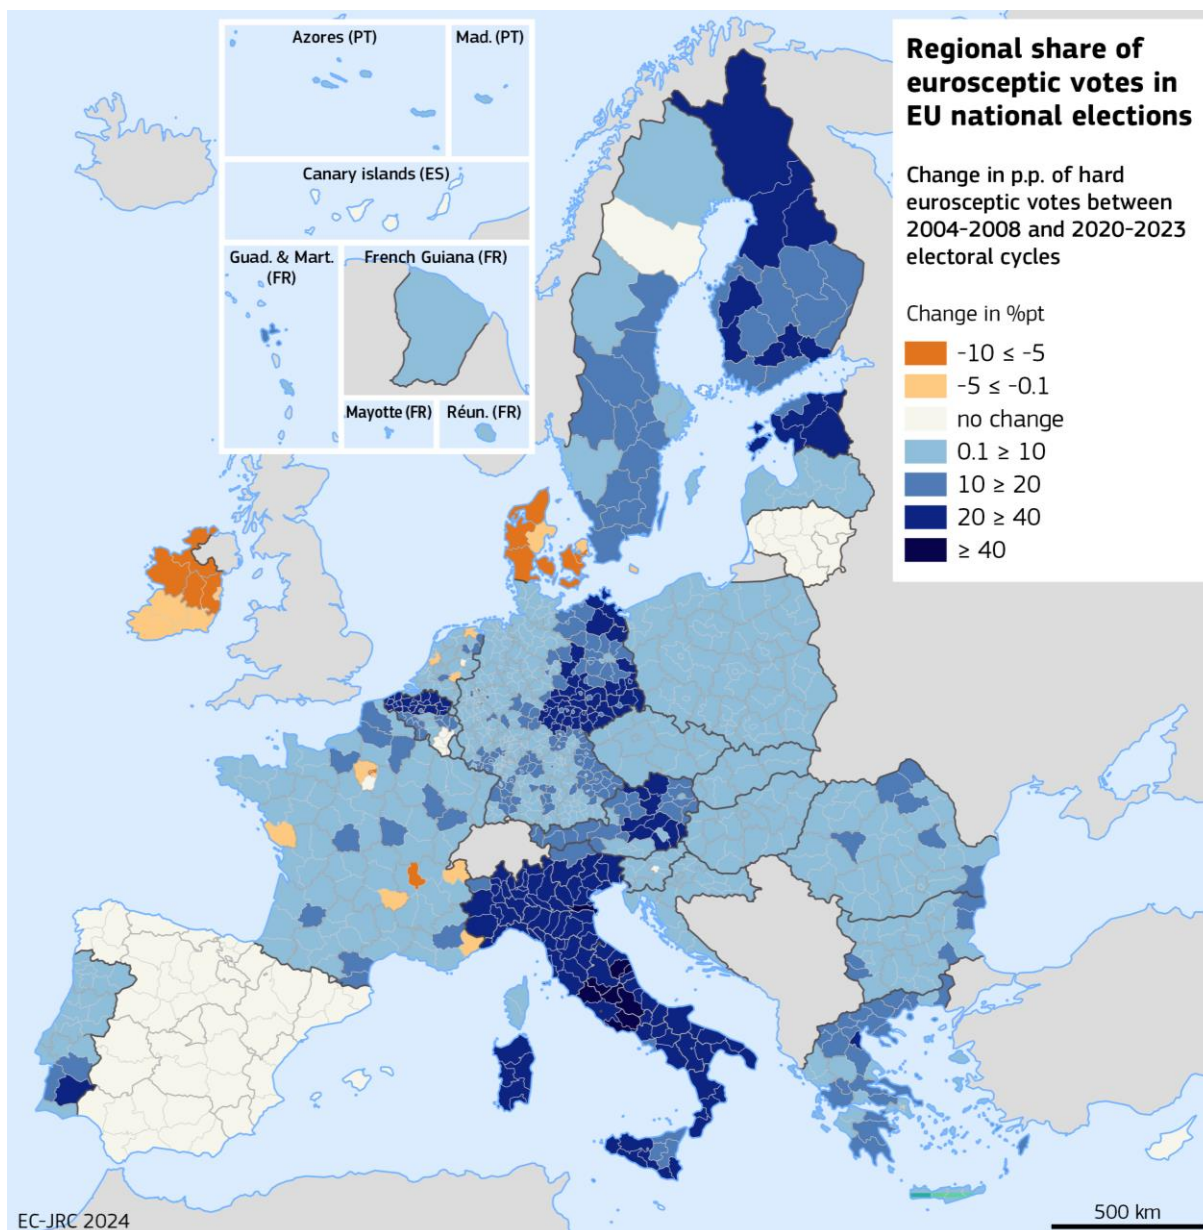 Azores (PT)
Mad. (PT)
Canary islands (ES)
Guad. & Mart.
(FR)
French Guiana (FR)
Mayotte (FR)
Réun. (FR)
Regional share of
eurosceptic votes in
EU national elections
Change in p.p. of hard
eurosceptic votes between
2004-2008 and 2020-2023
electoral cycles
Change in %pt
-10 ≤ -5
-5 ≤ -0.1
no change
0.1 ≥ 10
10 ≥ 20
20 ≥ 40
≥ 40
EC-JRC 2024
500 km